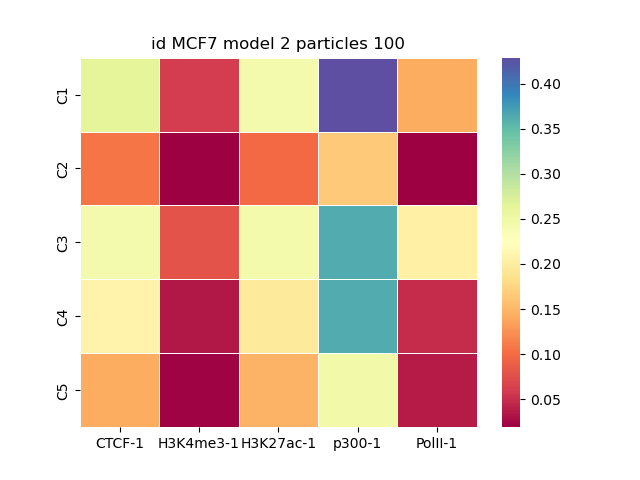 id MCF7 model 2 particles 100
C1
C2
C3
C4
C5
CTCF-1 H3K4me3-1 H3K27ac-1 p300-1 PolII-1
0.40
0.35
0.30
0.25
0.20
0.15
0.10
0.05